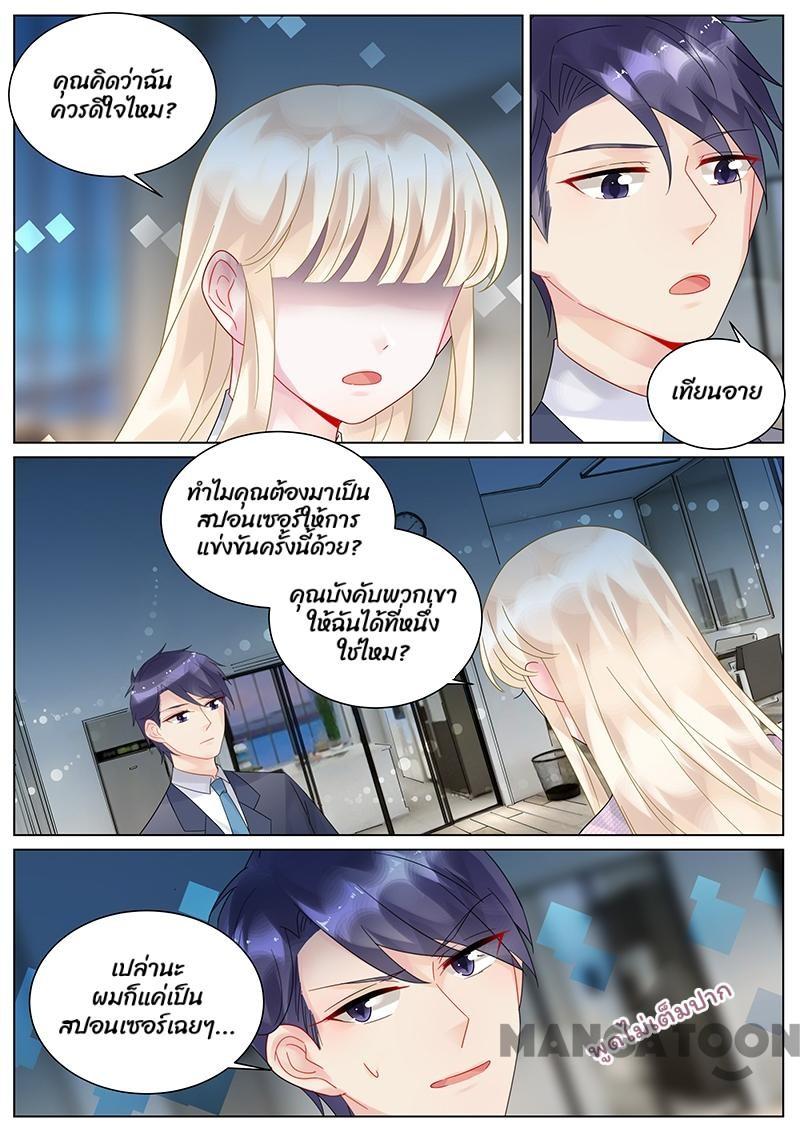 คุณคิดว่าฉัน
ควรดีใจไหม?
เทียนอาย
ทำไมคุณต้องมาเป็น
สปอนเซอร์ให้การ
แข่งขันครั้งนี้ด้วย?
คุณบังคับพวกเขา
ให้ฉันได้ที่หนึ่ง
ใช่ไหม?
เปล่านะ
ผมก็แค่เป็น
สปอนเซอร์เฉยๆ...
พูดไม่เต็มปาก
MANGATOON